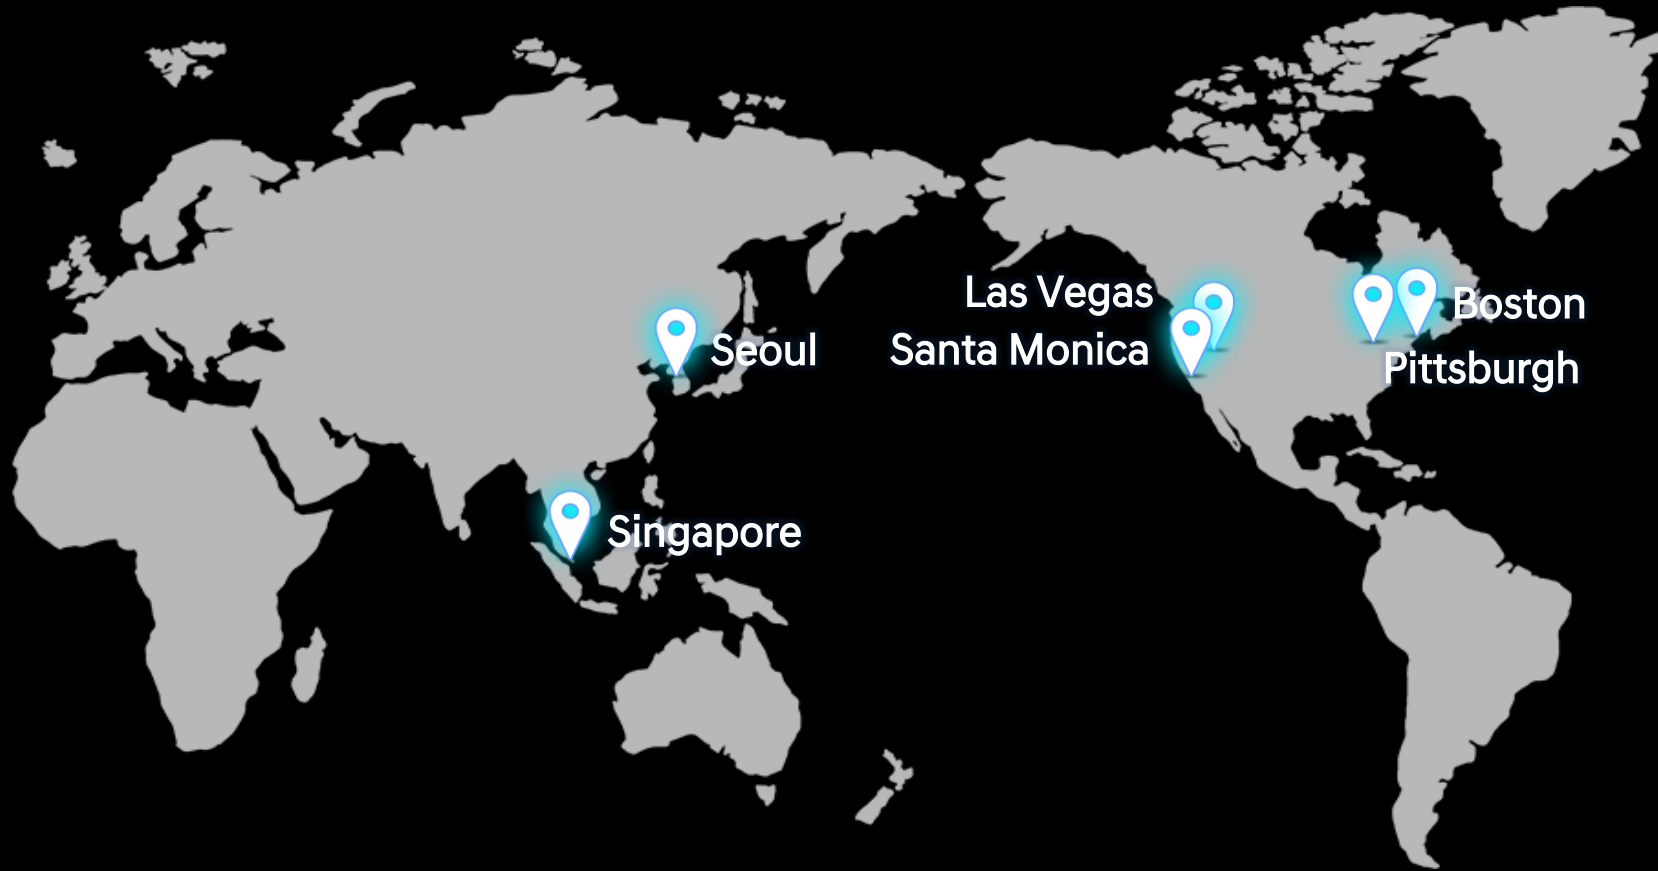 Las Vegas
Boston
Seoul
Santa Monica
Pittsburgh
Singapore